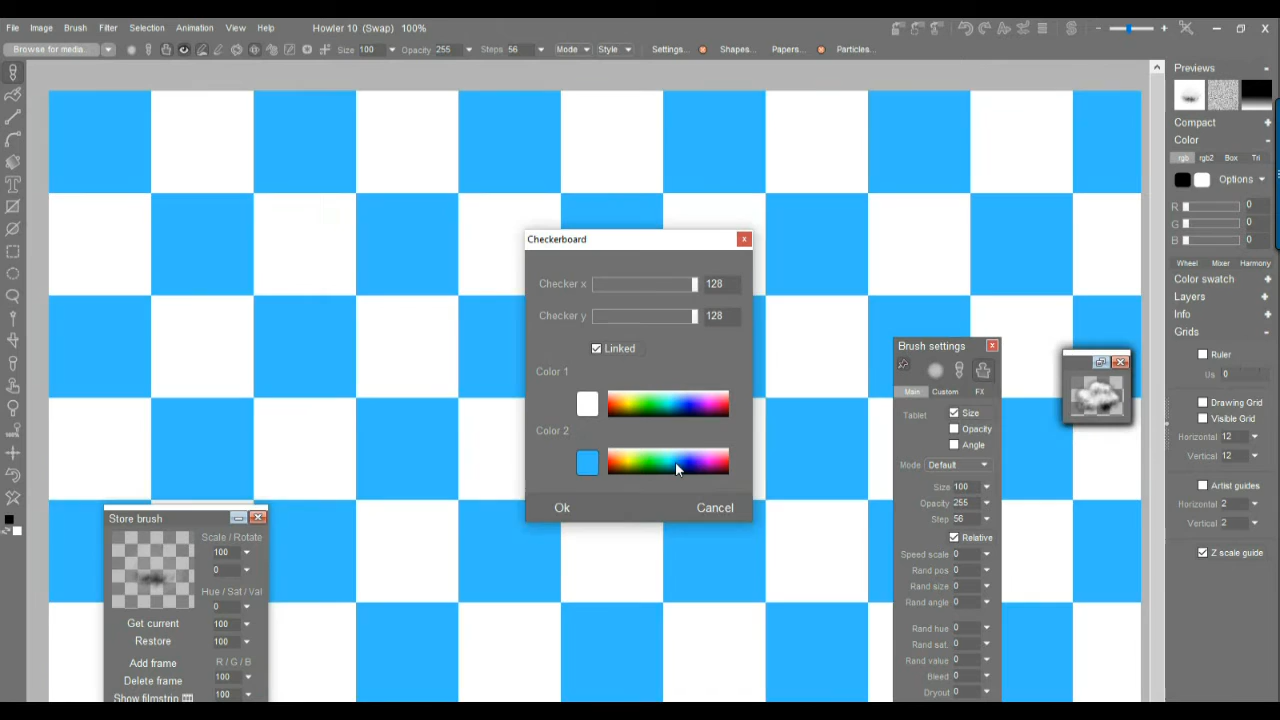 File Image Brush Filter Selection Animation View Help Howler 10 (Swap) 100%
Browse for media... Size 100 Opacity 255 Steps 56 Mode Style Settings... Shapes... Papers... Particles...
Previews
Compact
Color
rgb rgb2 Box Tri
Options
R 0
G 0
B 0
Wheel Mixer Harmony
Color swatch
Layers
Info
Grids
Ruler
Us 0
Drawing Grid
Visible Grid
Horizontal 12
Vertical 12
Artist guides
Horizontal 2
Vertical 2
Z scale guide
Checkerboard
Checker x 128
Checker y 128
Linked
Color 1
Color 2
Ok Cancel
Brush settings
Main Custom FX
Tablet Size
Opacity
Angle
Mode Default
Size 100
Opacity 255
Step 56
Relative
Speed scale 0
Rand pos 0
Rand size 0
Rand angle 0
Rand hue 0
Rand sat. 0
Rand value 0
Bleed 0
Dryout 0
Store brush
Scale / Rotate
100
0
Hue / Sat / Val
0
Get current 100
Restore 100
Add frame R / G / B
Delete frame 100
Show filmstrip 100